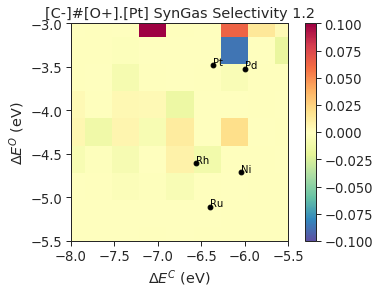 [C-]#[O+].[Pt] SynGas Selectivity 1.2
−3.0
−3.5
−4.0
−4.5
−5.0
−5.5
ΔE^O (eV)
Pt
Pd
Rh
Ni
Ru
−8.0 −7.5 −7.0 −6.5 −6.0 −5.5
ΔE^C (eV)
0.100
0.075
0.050
0.025
0.000
−0.025
−0.050
−0.075
−0.100